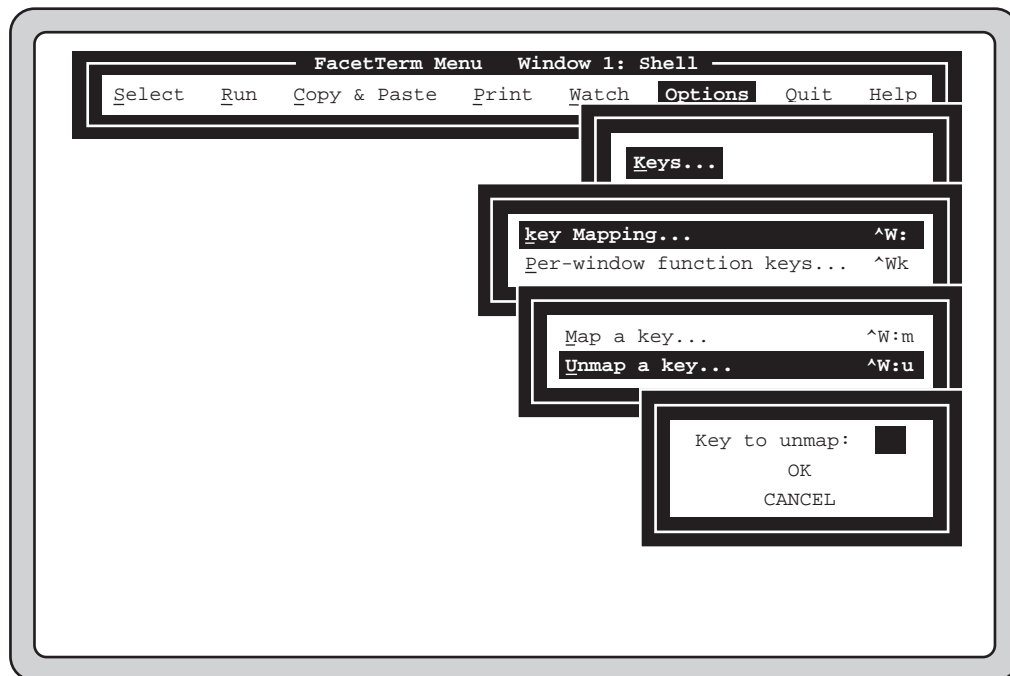 FacetTerm Menu Window 1: Shell
Select Run Copy & Paste Print Watch Options Quit Help
Keys...
key Mapping... ^W:
Per-window function keys... ^Wk
Map a key... ^W:m
Unmap a key... ^W:u
Key to unmap:
OK
CANCEL